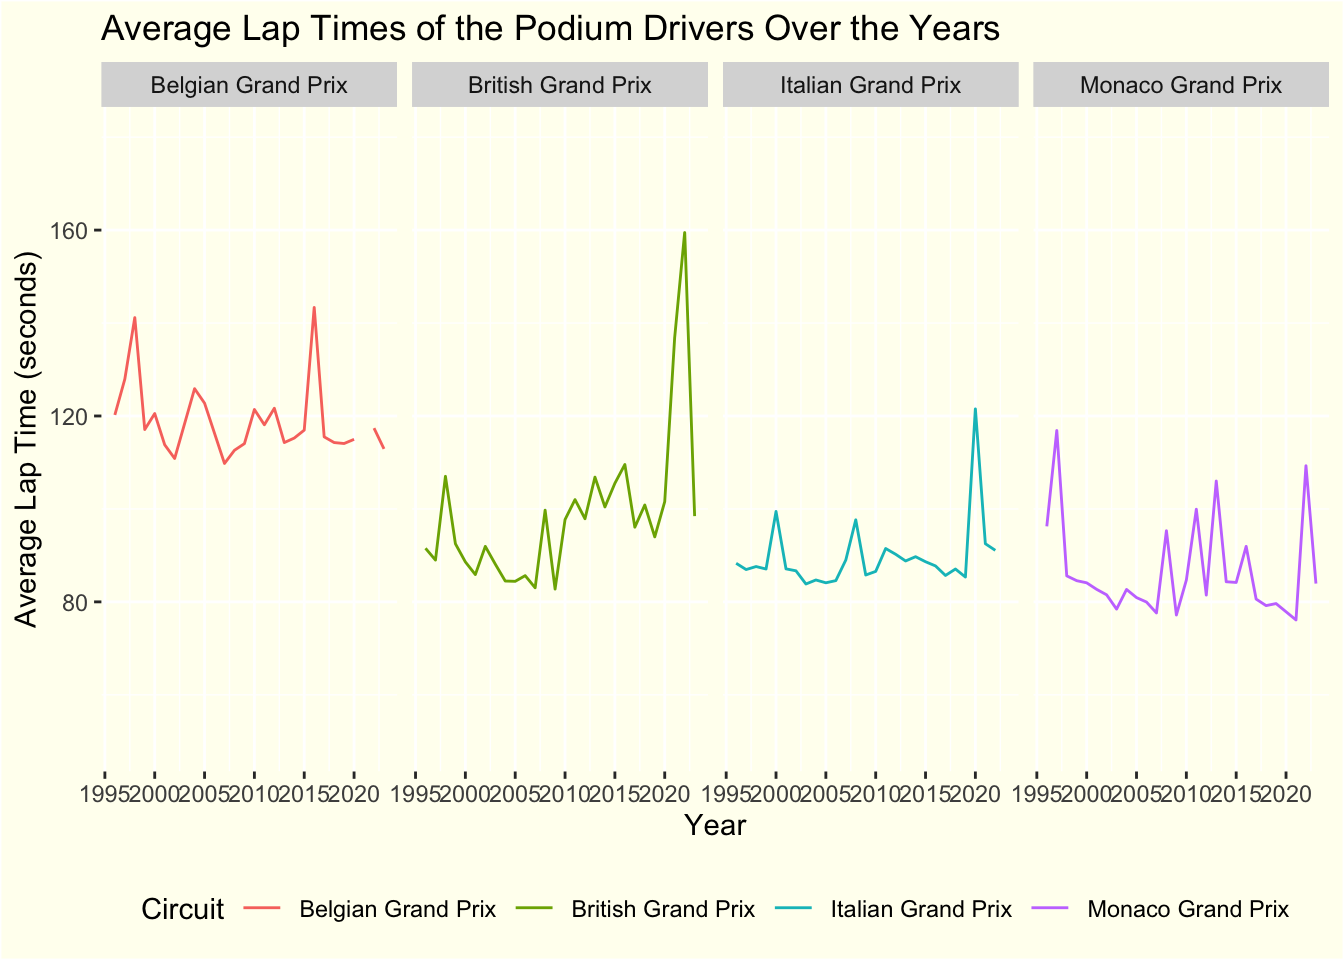 Average Lap Times of the Podium Drivers Over the Years
Belgian Grand Prix British Grand Prix Italian Grand Prix Monaco Grand Prix
Average Lap Time (seconds)
160
120
80
1995 2000 2005 2010 2015 2020 1995 2000 2005 2010 2015 2020 1995 2000 2005 2010 2015 2020 1995 2000 2005 2010 2015 2020
Year
Circuit Belgian Grand Prix British Grand Prix Italian Grand Prix Monaco Grand Prix